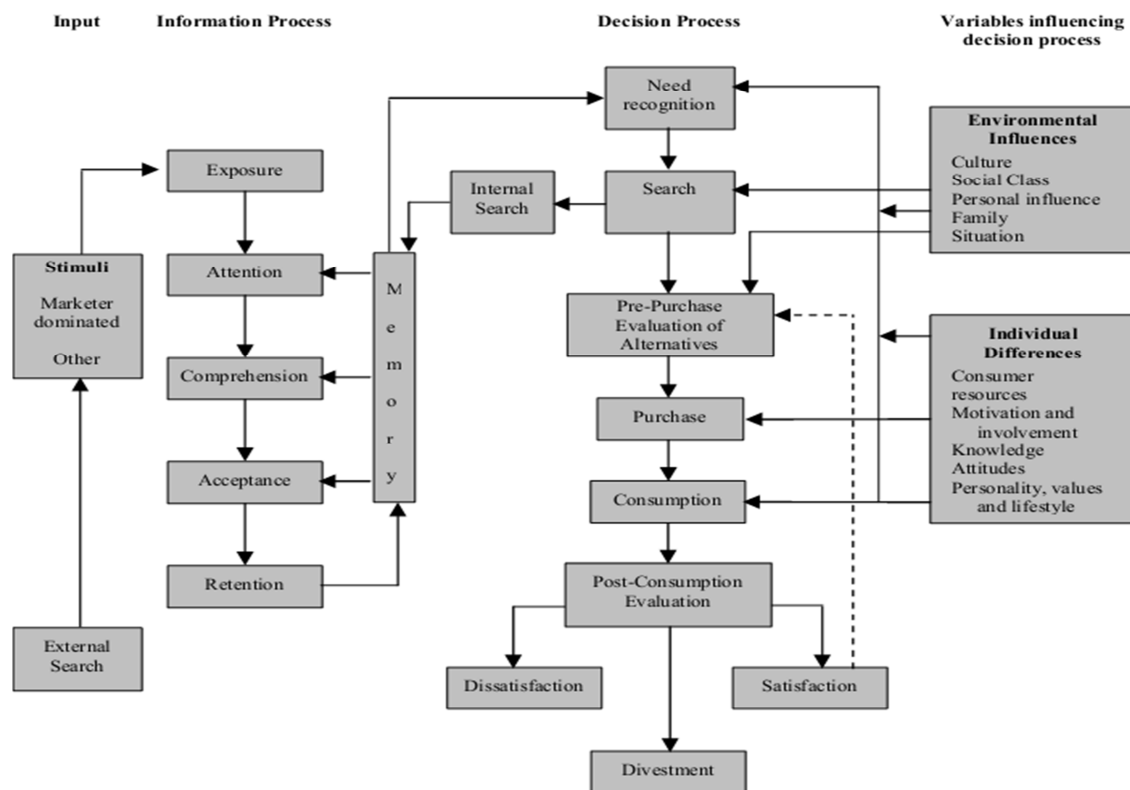 Input
Information Process
Decision Process
Variables influencing
decision process
Stimuli
Marketer
dominated
Other
External
Search
Exposure
Attention
Comprehension
Acceptance
Retention
M
e
m
o
r
y
Internal
Search
Need
recognition
Search
Pre-Purchase
Evaluation of
Alternatives
Purchase
Consumption
Post-Consumption
Evaluation
Dissatisfaction
Satisfaction
Divestment
Environmental
Influences
Culture
Social Class
Personal influence
Family
Situation
Individual
Differences
Consumer
resources
Motivation and
involvement
Knowledge
Attitudes
Personality, values
and lifestyle